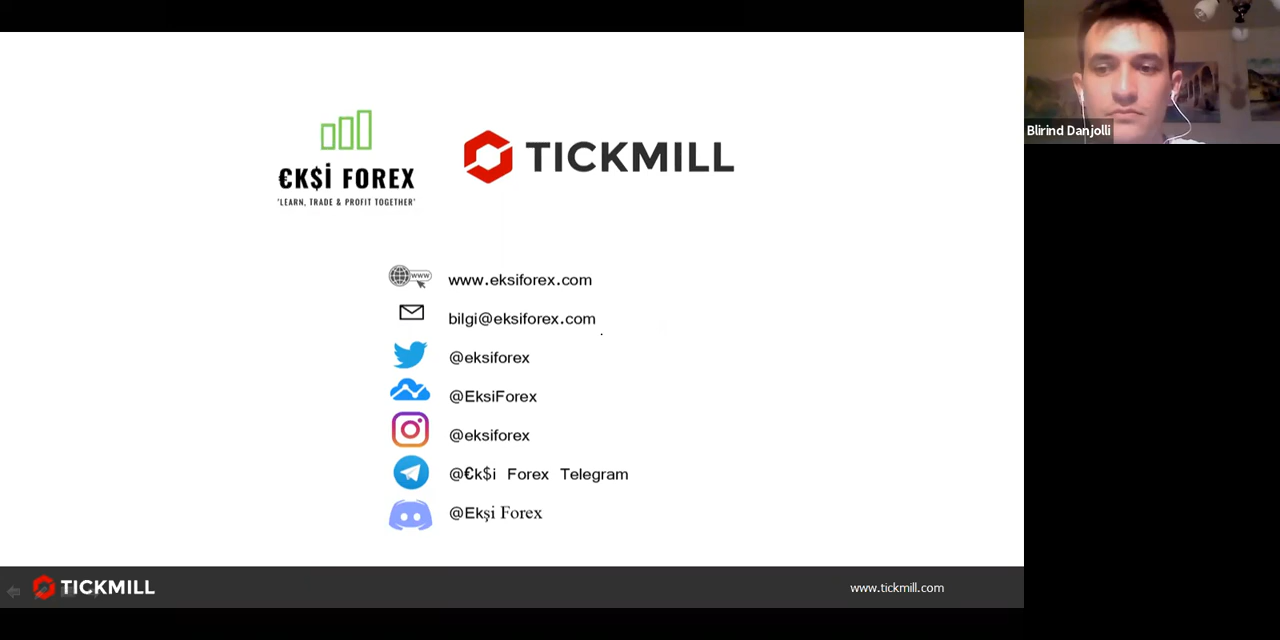 €K$İ FOREX
'LEARN, TRADE & PROFIT TOGETHER'
TICKMILL
www
www.eksiforex.com
bilgi@eksiforex.com
@eksiforex
@EksiForex
@eksiforex
@€k$i Forex Telegram
@Ekşi Forex
TICKMILL
www.tickmill.com
Blirind Danjolli